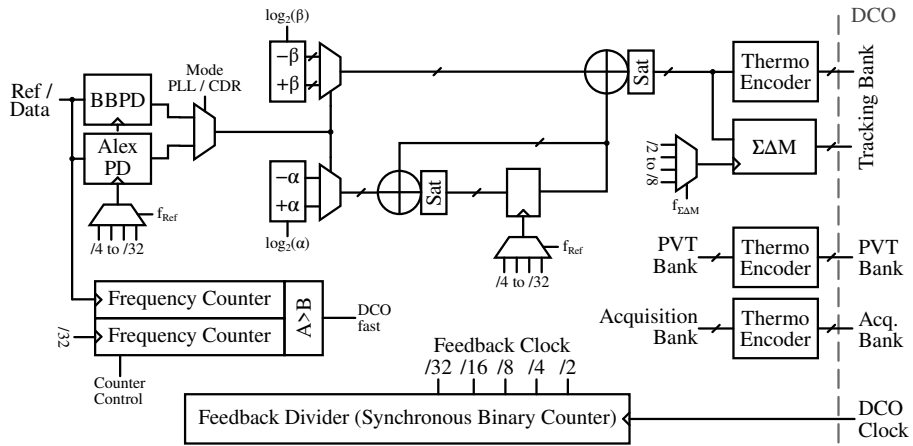 DCO
log₂(β)
−β
+β
Mode
PLL / CDR
Ref /
Data
BBPD
Alex
PD
f_Ref
/4 to /32
−α
+α
log₂(α)
Sat
Sat
f_Ref
/4 to /32
Thermo
Encoder
Tracking Bank
ΣΔM
/2 to /8
f_ΣΔM
PVT
Bank
Thermo
Encoder
PVT
Bank
Acquisition
Bank
Thermo
Encoder
Acq.
Bank
Frequency Counter
Frequency Counter
A>B
DCO
fast
/32
Counter
Control
Feedback Clock
/32 /16 /8 /4 /2
Feedback Divider (Synchronous Binary Counter)
DCO
Clock